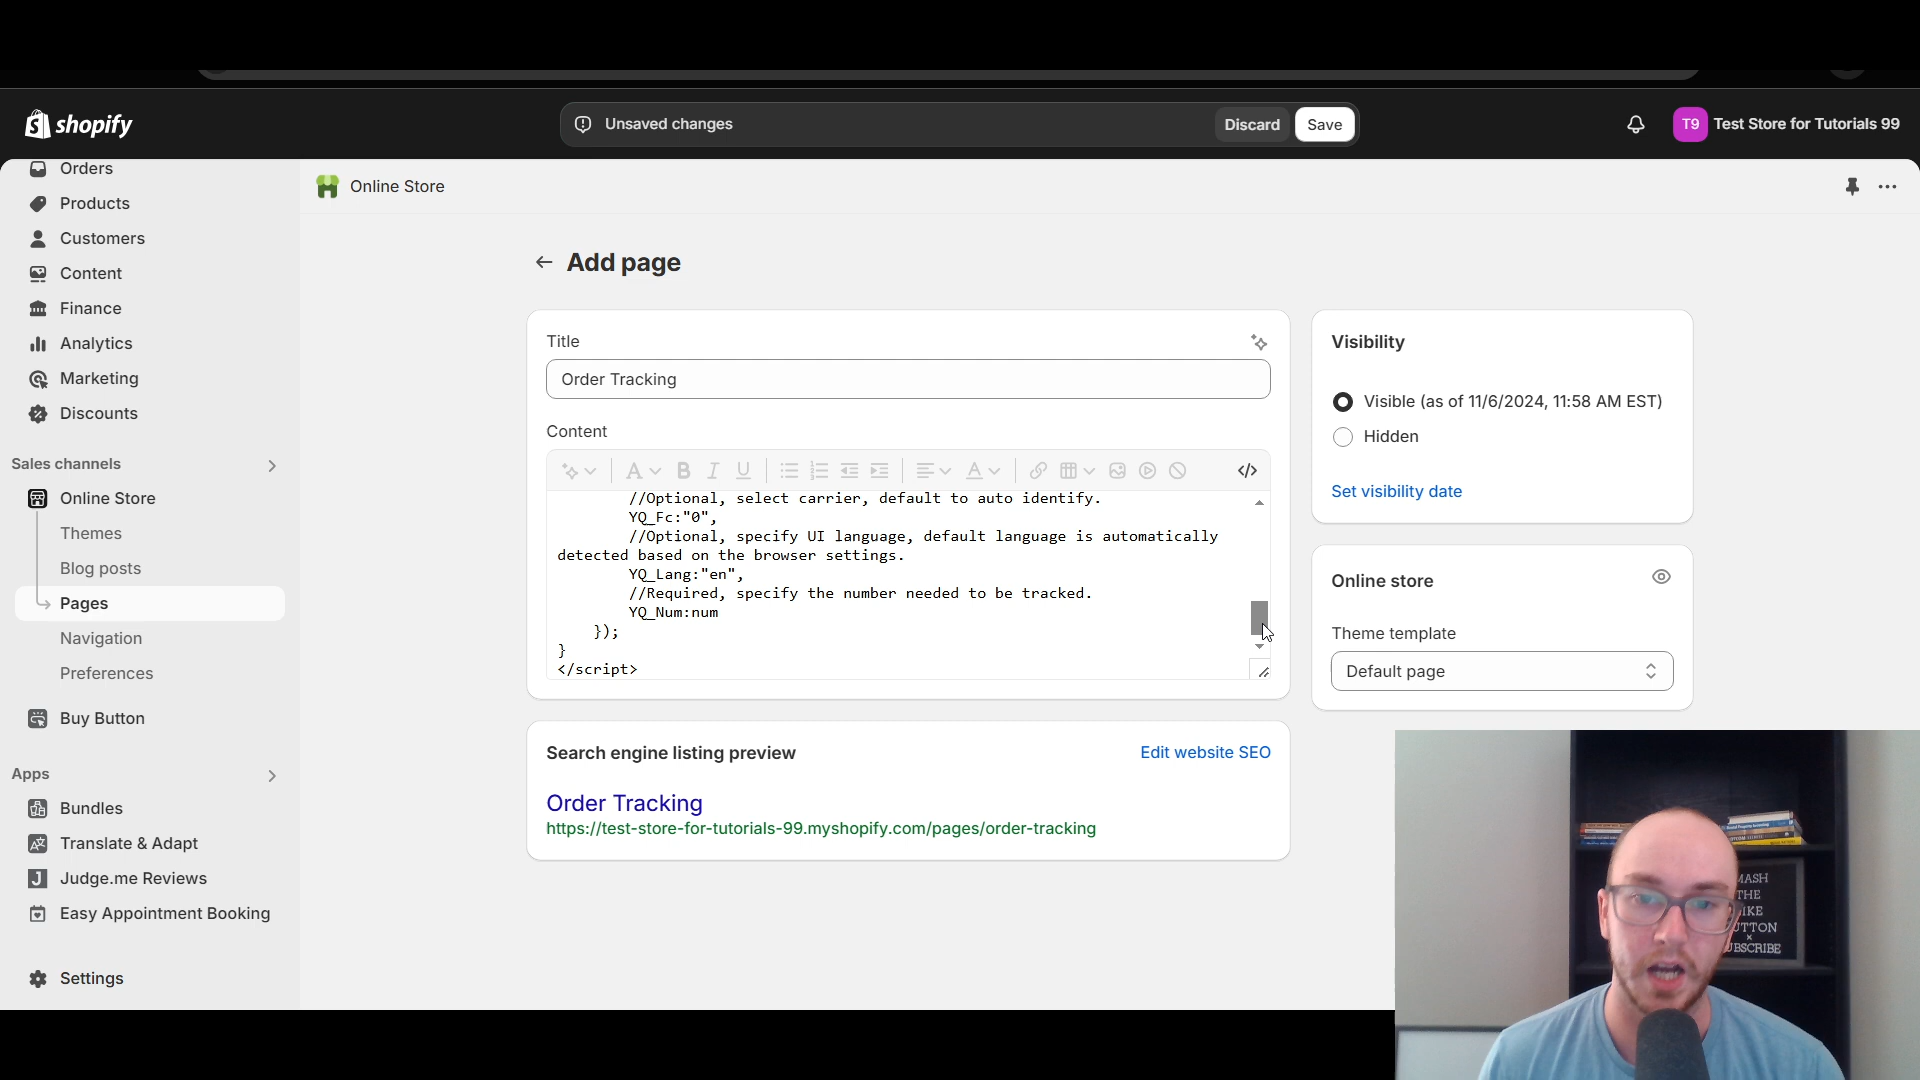 shopify
Unsaved changes
Discard
Save
T9
Test Store for Tutorials 99
Orders
Products
Customers
Content
Finance
Analytics
Marketing
Discounts
Sales channels
Online Store
Themes
Blog posts
Pages
Navigation
Preferences
Buy Button
Apps
Bundles
Translate & Adapt
Judge.me Reviews
Easy Appointment Booking
Settings
Online Store
Add page
Title
Order Tracking
Content
//Optional, select carrier, default to auto identify.
YQ_Fc:"0",
//Optional, specify UI language, default language is automatically
detected based on the browser settings.
YQ_Lang:"en",
//Required, specify the number needed to be tracked.
YQ_Num:num
});
}
</script>
Search engine listing preview
Edit website SEO
Order Tracking
https://test-store-for-tutorials-99.myshopify.com/pages/order-tracking
Visibility
Visible (as of 11/6/2024, 11:58 AM EST)
Hidden
Set visibility date
Online store
Theme template
Default page
MASH
THE
IKE
UTTON
×
UBSCRIBE